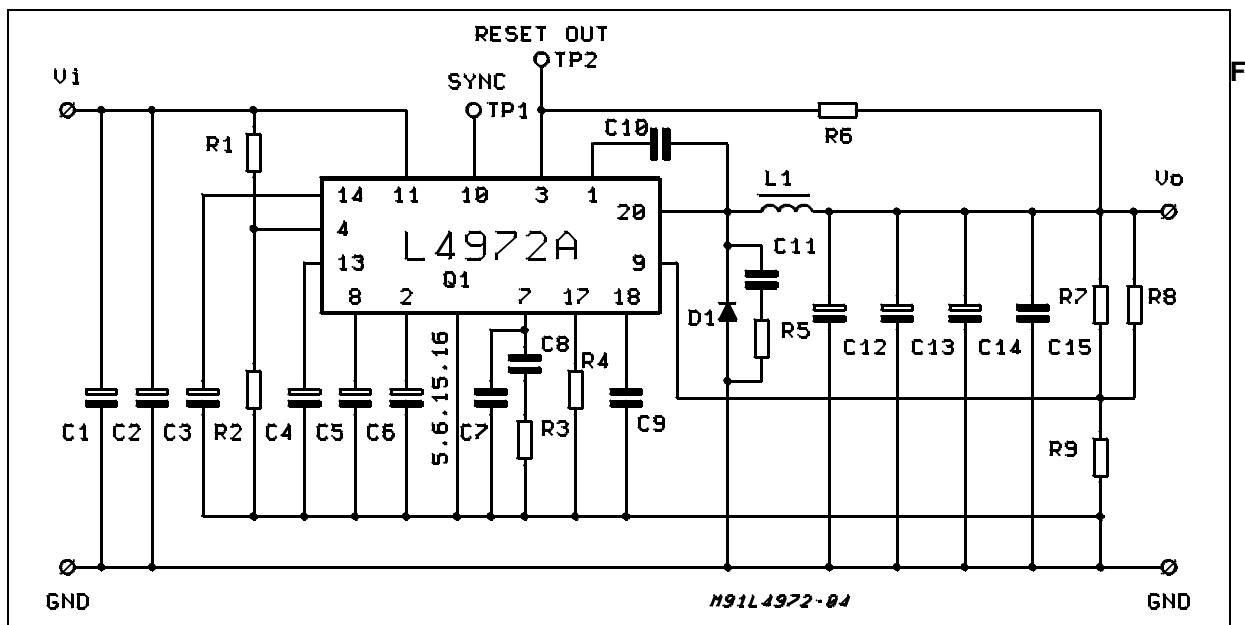 RESET OUT
TP2
F
Vi
SYNC
TP1
C10
R6
R1
L1
Vo
14 11 10 3 1
20
4
L4972A
C11
13
Q1
9
8 2 7 17 18
D1
R5
R7
R8
5.6.15.16
C8
R4
C12 C13 C14 C15
C1 C2 C3 R2 C4 C5 C6 C7 R3 C9
R9
GND
M91L4972-04
GND